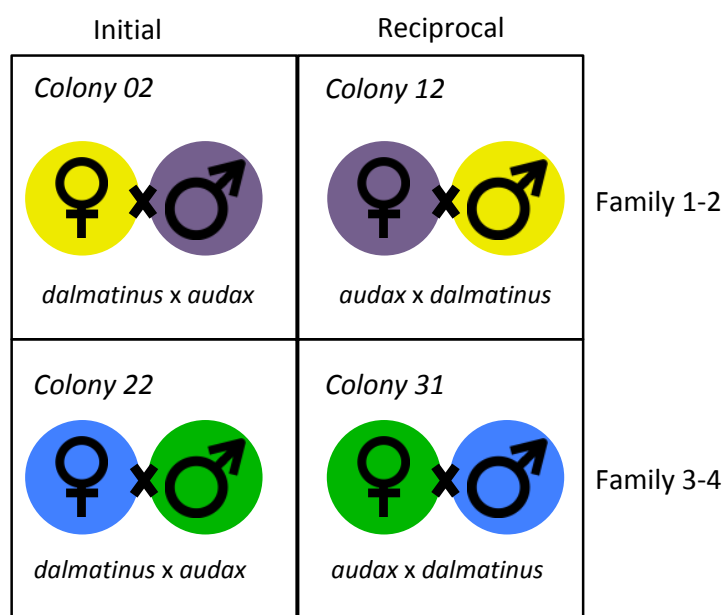 Initial
Reciprocal
Colony 02
Colony 12
x
x
dalmatinus x audax
audax x dalmatinus
Family 1-2
Colony 22
Colony 31
x
x
dalmatinus x audax
audax x dalmatinus
Family 3-4